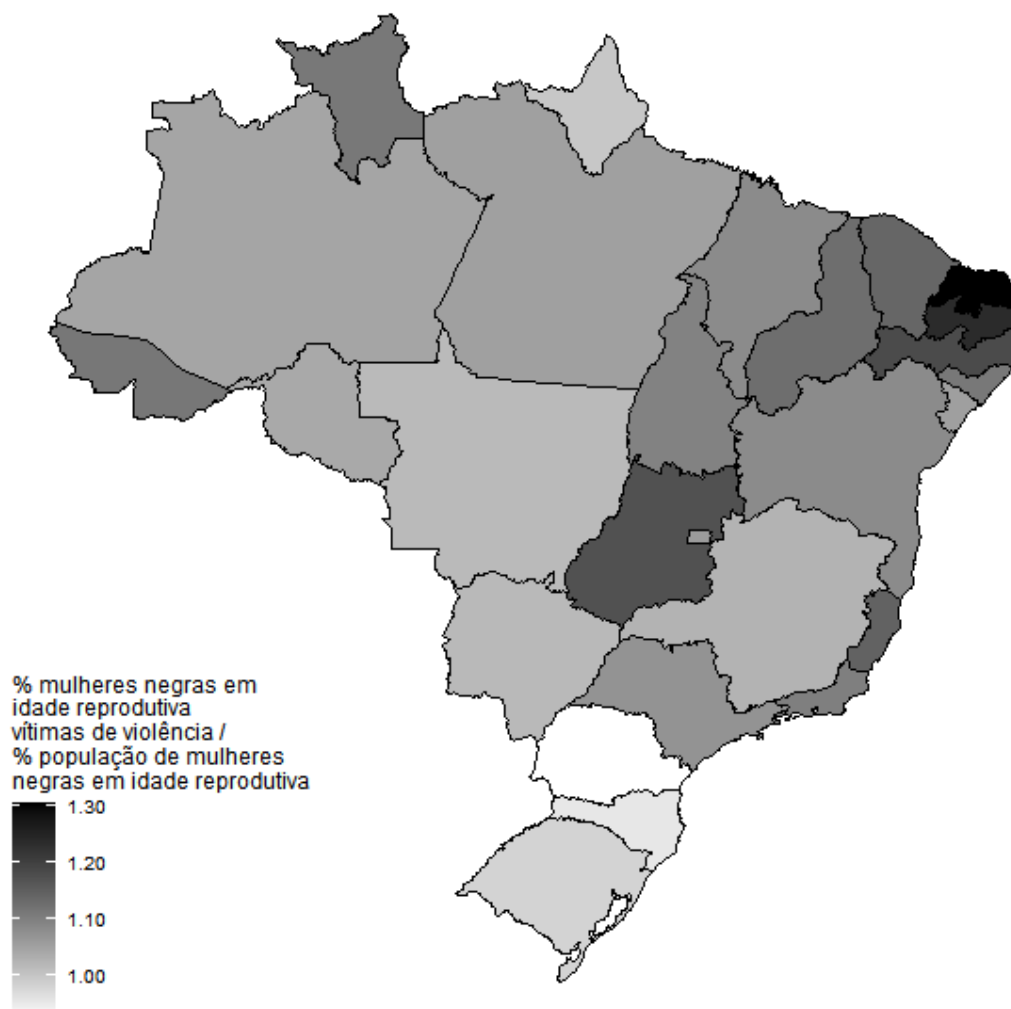 % mulheres negras em
idade reprodutiva
vítimas de violência /
% população de mulheres
negras em idade reprodutiva
1.30
1.20
1.10
1.00